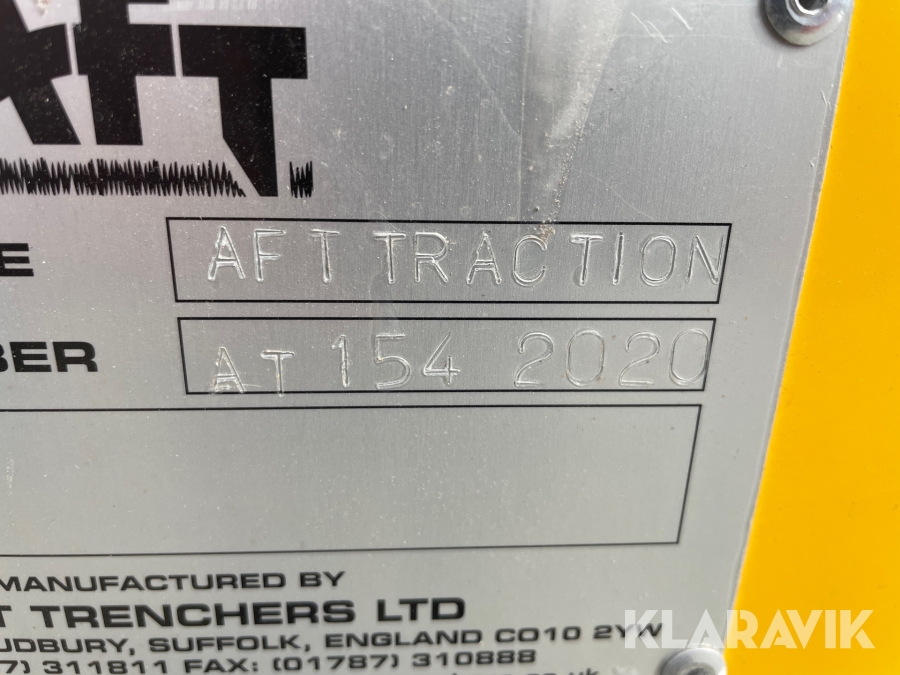 AFT
AFT TRACTION
BER AT 154 2020
MANUFACTURED BY
T TRENCHERS LTD
UDBURY, SUFFOLK, ENGLAND CO10 2YW
7) 311811 FAX: (01787) 310888
KLARAVIK